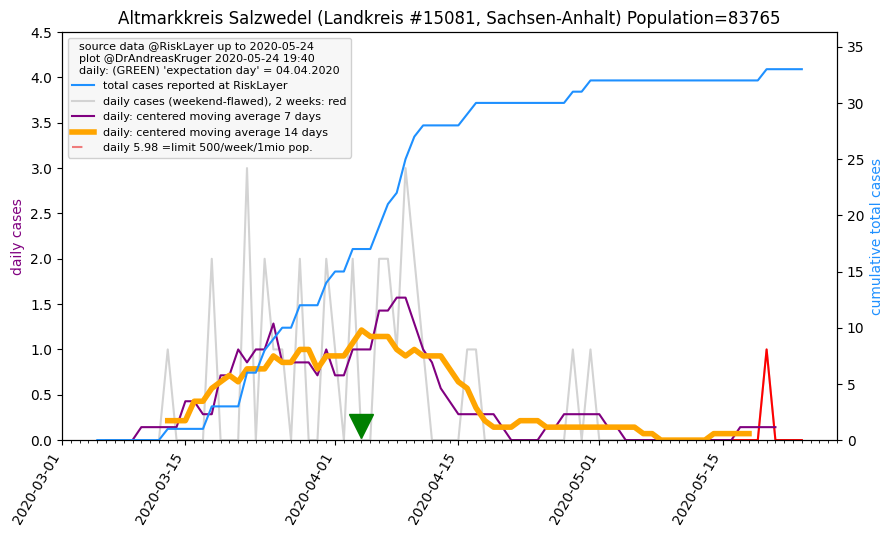 Altmarkkreis Salzwedel (Landkreis #15081, Sachsen-Anhalt) Population=83765
source data @RiskLayer up to 2020-05-24
plot @DrAndreasKruger 2020-05-24 19:40
daily: (GREEN) 'expectation day' = 04.04.2020
total cases reported at RiskLayer
daily cases (weekend-flawed), 2 weeks: red
daily: centered moving average 7 days
daily: centered moving average 14 days
daily 5.98 =limit 500/week/1mio pop.
daily cases
4.5
4.0
3.5
3.0
2.5
2.0
1.5
1.0
0.5
0.0
cumulative total cases
35
30
25
20
15
10
5
0
2020-03-01
2020-03-15
2020-04-01
2020-04-15
2020-05-01
2020-05-15